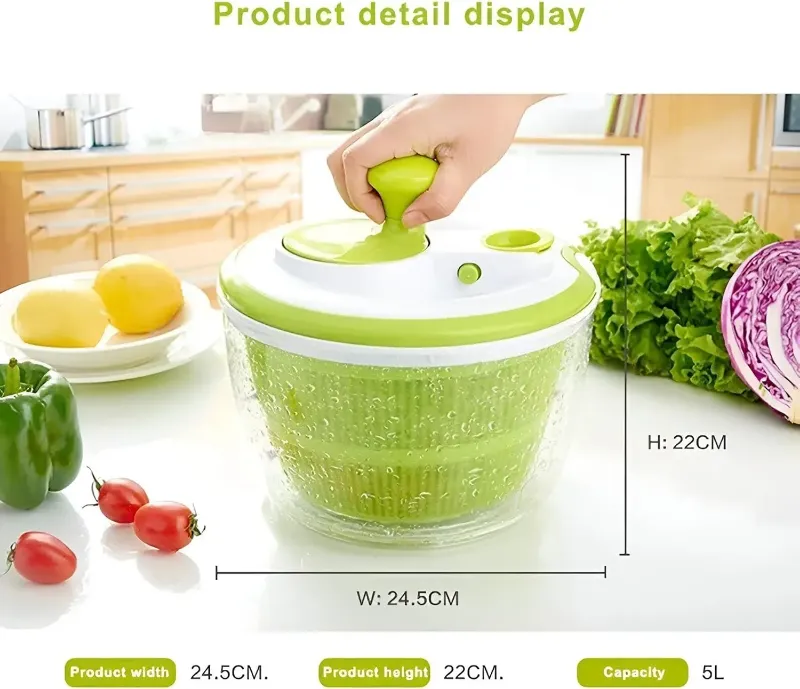 Product detail display
H: 22CM
W: 24.5CM
Product width 24.5CM. Product height 22CM. Capacity 5L